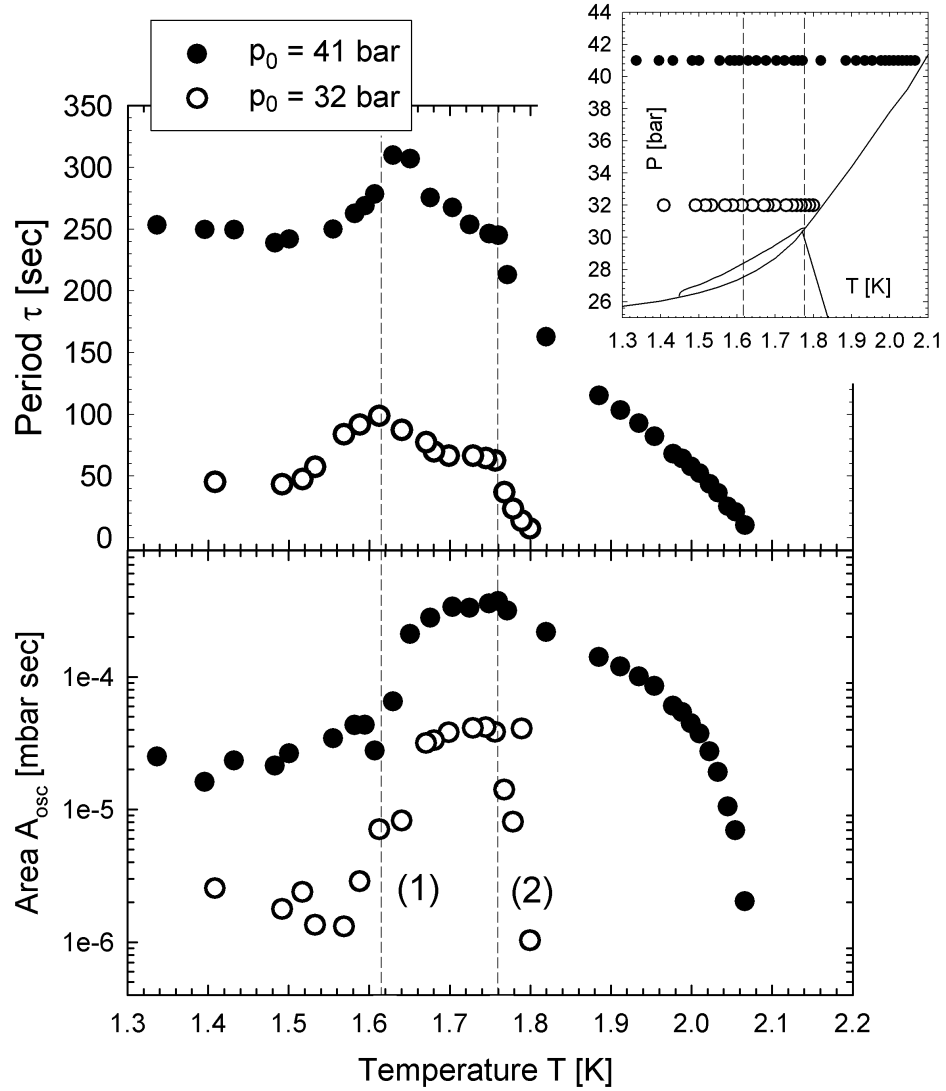 p0 = 41 bar
p0 = 32 bar
44
42
40
38
36
34
32
30
28
26
P [bar]
T [K]
1.3 1.4 1.5 1.6 1.7 1.8 1.9 2.0 2.1
350
300
250
200
150
100
50
0
Period τ [sec]
1e-4
1e-5
1e-6
Area Aosc [mbar sec]
(1) (2)
1.3 1.4 1.5 1.6 1.7 1.8 1.9 2.0 2.1 2.2
Temperature T [K]